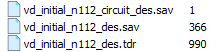 vd_initial_n112_circuit_des.sav 1
vd_initial_n112_des.sav 366
vd_initial_n112_des.tdr 990